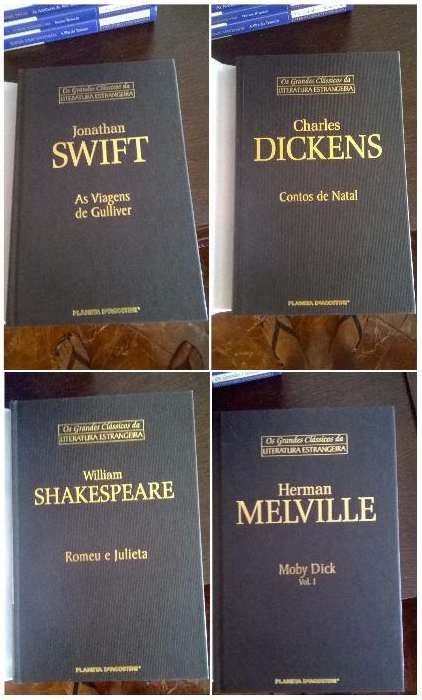 Os Grandes Clássicos da
LITERATURA ESTRANGEIRA
Jonathan
SWIFT
As Viagens
de Gulliver
PLANETA DEAGOSTINI
Os Grandes Clássicos da
LITERATURA ESTRANGEIRA
Charles
DICKENS
Contos de Natal
PLANETA DEAGOSTINI
Os Grandes Clássicos da
LITERATURA ESTRANGEIRA
William
SHAKESPEARE
Romeu e Julieta
PLANETA DEAGOSTINI
Os Grandes Clássicos da
LITERATURA ESTRANGEIRA
Herman
MELVILLE
Moby Dick
Vol. 1
PLANETA DEAGOSTINI